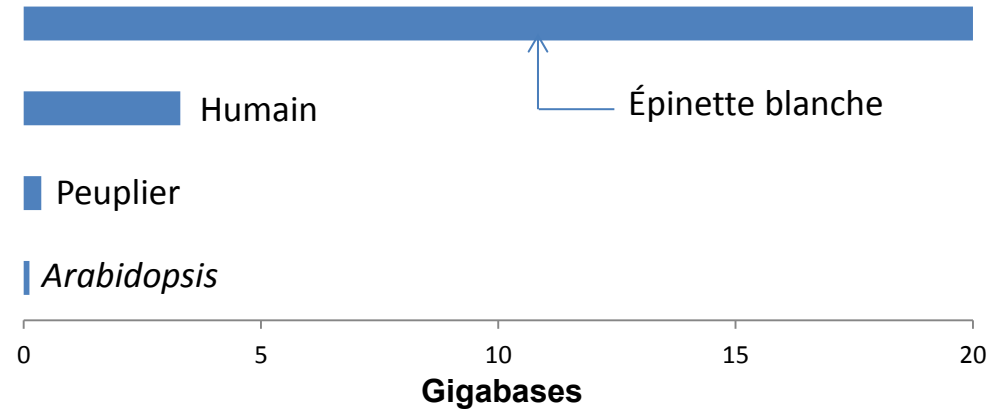 Épinette blanche
Humain
Peuplier
Arabidopsis
0 5 10 15 20
Gigabases